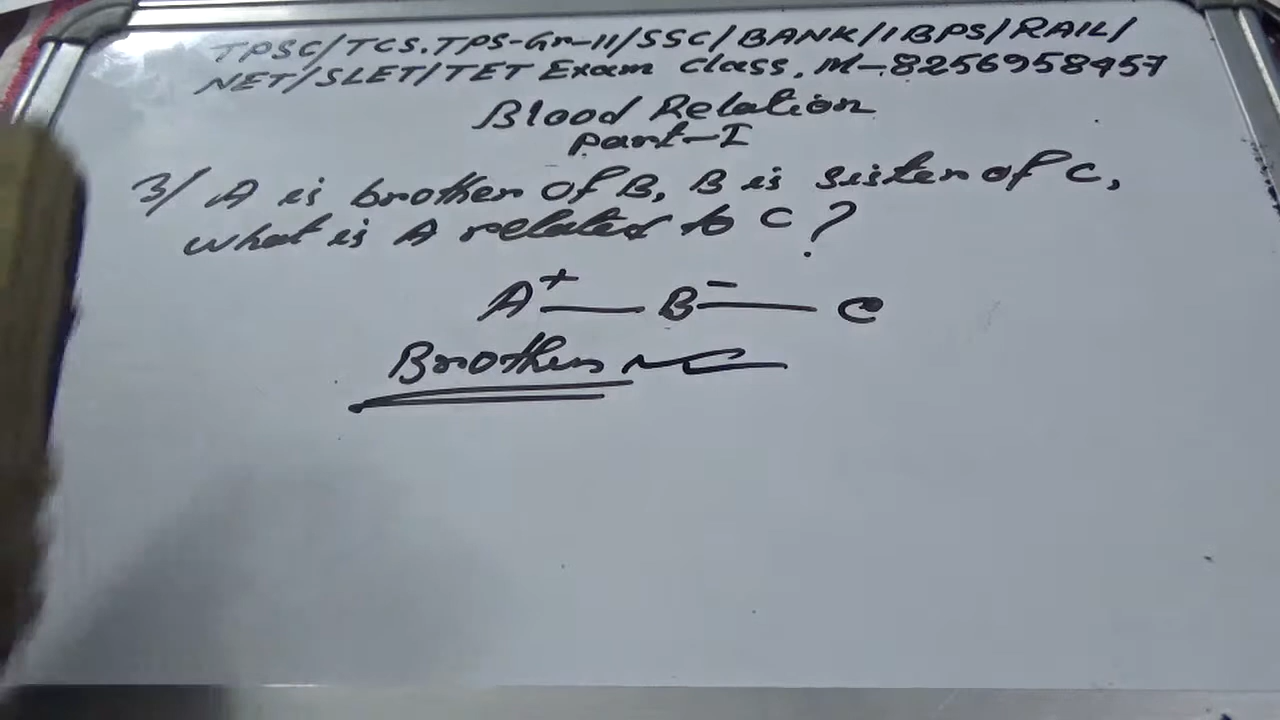 TPSC/TCS.TPS-Gr-II/SSC/BANK/IBPS/RAIL/
NET/SLET/TET Exam Class. M-8256958457
Blood Relation
Part-I
3/ A is brother of B, B is sister of C,
what is A related to C?
A+ — B- — C
Brother